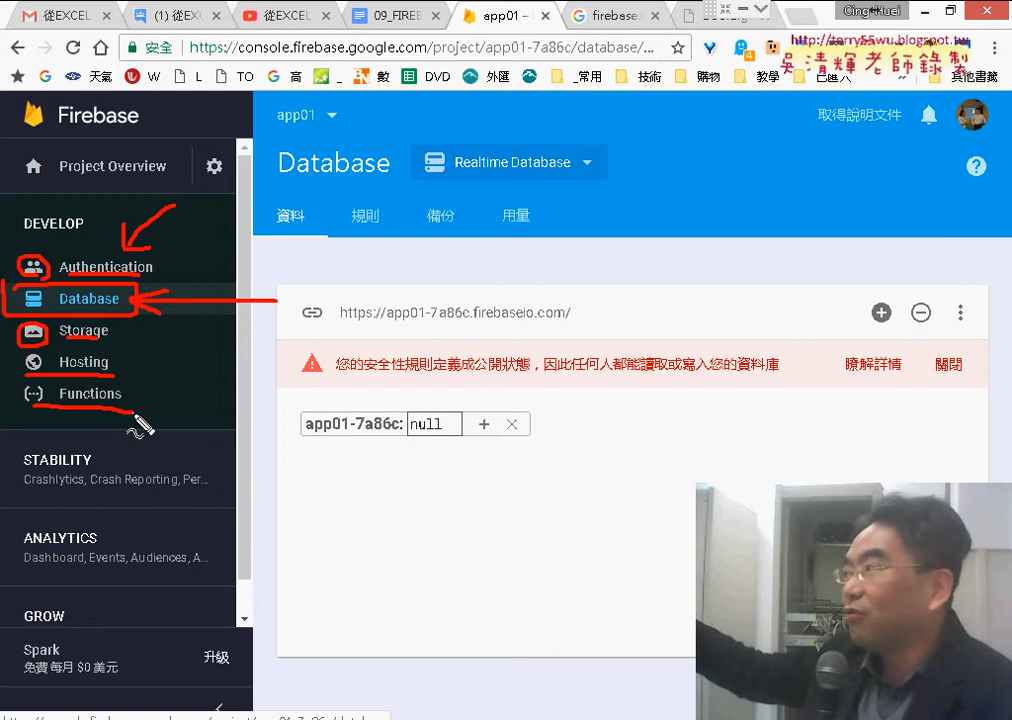 從EXCEL
(1) 從EXC
從EXCEL
09_FIREB
app01 –
firebase
Cing-Huei
安全
https://console.firebase.google.com/project/app01-7a86c/database/...
http://terry55wu.blogspot.tw
吳清輝老師錄製
天氣
W
L
TO
高
_
數
DVD
外匯
_常用
技術
購物
教學
其他書籤
Firebase
app01
取得說明文件
Project Overview
Database
Realtime Database
資料
規則
備份
用量
DEVELOP
Authentication
Database
Storage
Hosting
Functions
https://app01-7a86c.firebaseio.com/
您的安全性規則定義成公開狀態，因此任何人都能讀取或寫入您的資料庫
瞭解詳情
關閉
app01-7a86c: null
STABILITY
Crashlytics, Crash Reporting, Per...
ANALYTICS
Dashboard, Events, Audiences, A...
GROW
Spark
免費 每月 $0 美元
升級